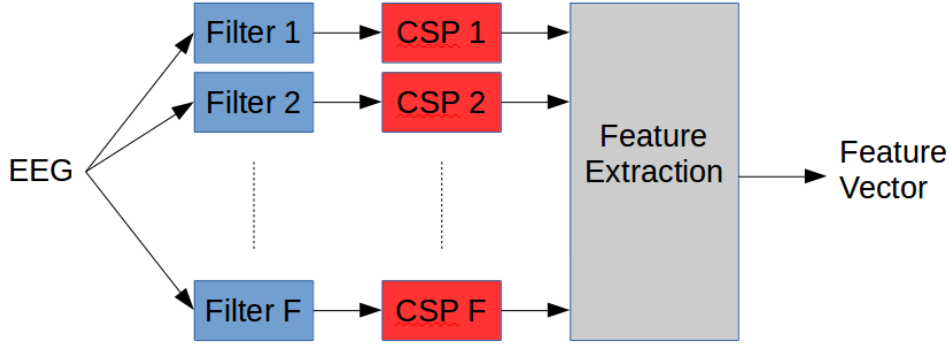 Filter 1
CSP 1
Filter 2
CSP 2
EEG
Feature
Extraction
Feature
Vector
Filter F
CSP F